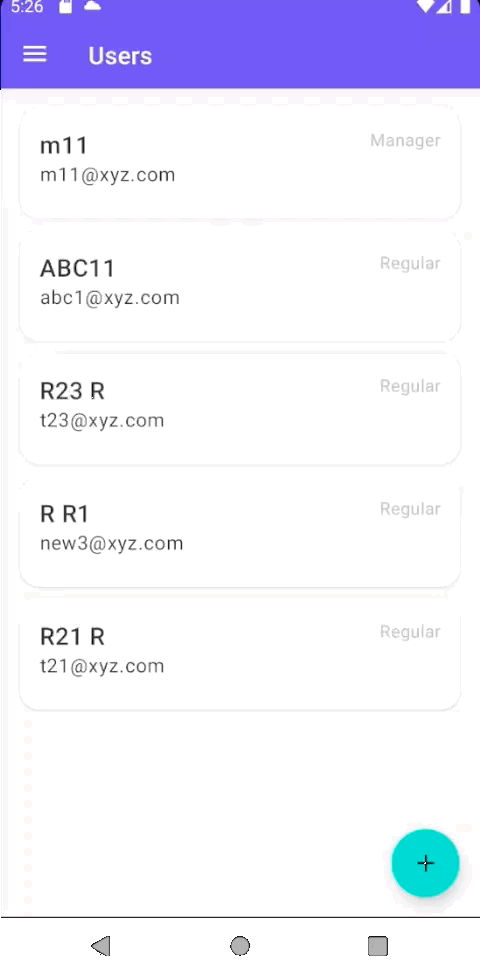 5:26
Users
m11
Manager
m11@xyz.com
ABC11
Regular
abc1@xyz.com
R23 R
Regular
t23@xyz.com
R R1
Regular
new3@xyz.com
R21 R
Regular
t21@xyz.com